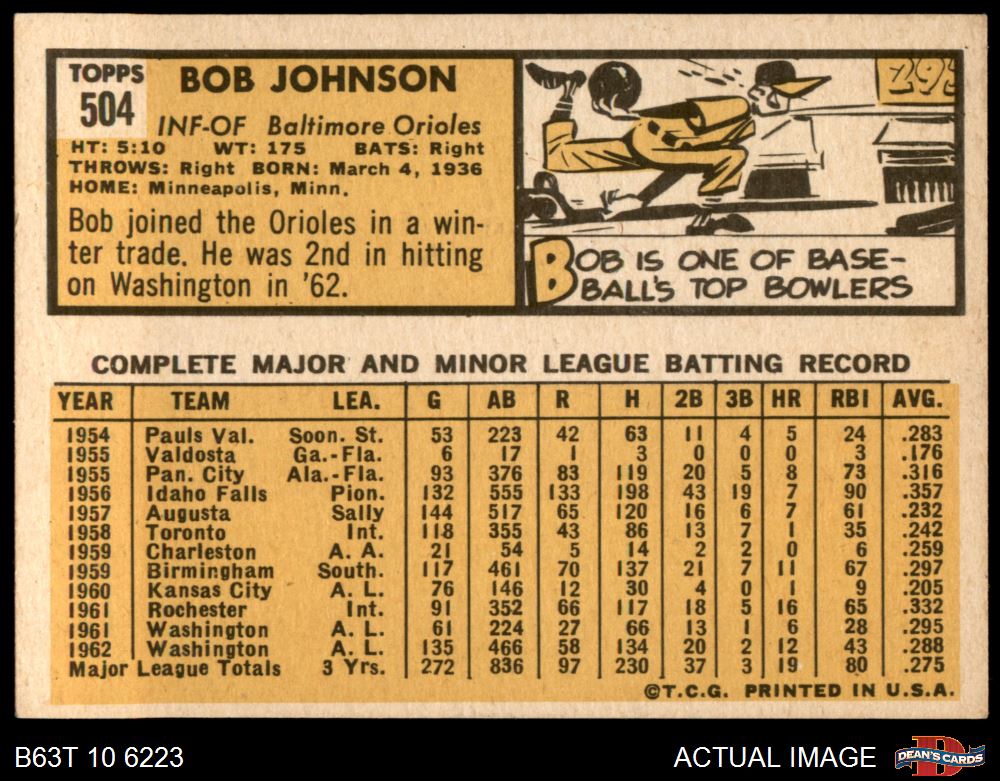 TOPPS
504
BOB JOHNSON
INF-OF Baltimore Orioles
HT: 5:10 WT: 175 BATS: Right
THROWS: Right BORN: March 4, 1936
HOME: Minneapolis, Minn.
Bob joined the Orioles in a win-
ter trade. He was 2nd in hitting
on Washington in '62.
295
BOB IS ONE OF BASE-
BALL'S TOP BOWLERS
COMPLETE MAJOR AND MINOR LEAGUE BATTING RECORD
YEAR TEAM LEA. G AB R H 2B 3B HR RBI AVG.
1954 Pauls Val. Soon. St. 53 223 42 63 11 4 5 24 .283
1955 Valdosta Ga.-Fla. 6 17 1 3 0 0 0 3 .176
1955 Pan. City Ala.-Fla. 93 376 83 119 20 5 8 73 .316
1956 Idaho Falls Pion. 132 555 133 198 43 19 7 90 .357
1957 Augusta Sally 144 517 65 120 16 6 7 61 .232
1958 Toronto Int. 118 355 43 86 13 7 1 35 .242
1959 Charleston A. A. 21 54 5 14 2 2 0 6 .259
1959 Birmingham South. 117 461 70 137 21 7 11 67 .297
1960 Kansas City A. L. 76 146 12 30 4 0 1 9 .205
1961 Rochester Int. 91 352 66 117 18 5 16 65 .332
1961 Washington A. L. 61 224 27 66 13 1 6 28 .295
1962 Washington A. L. 135 466 58 134 20 2 12 43 .288
Major League Totals 3 Yrs. 272 836 97 230 37 3 19 80 .275
©T.C.G. PRINTED IN U.S.A.
B63T 10 6223
ACTUAL IMAGE
D
DEAN'S CARDS